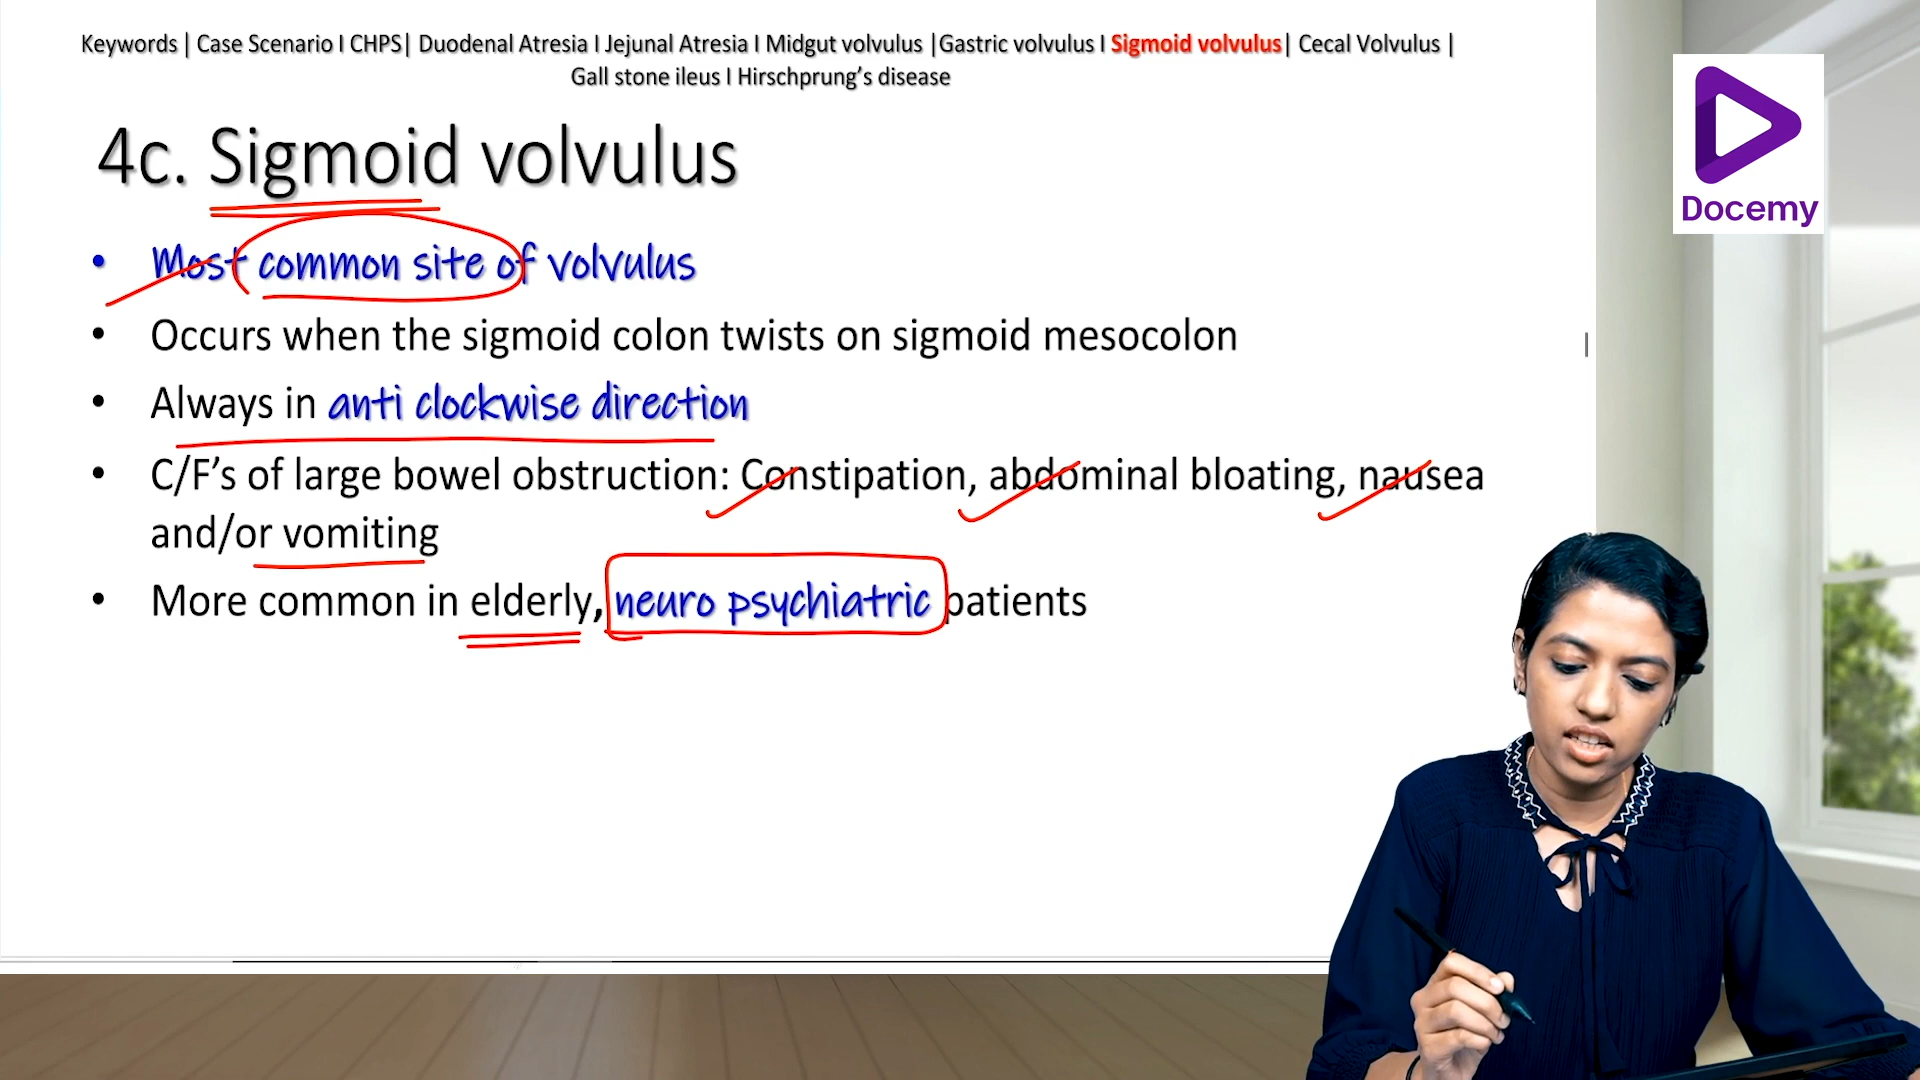 Keywords | Case Scenario I CHPS| Duodenal Atresia I Jejunal Atresia I Midgut volvulus |Gastric volvulus I Sigmoid volvulus| Cecal Volvulus |
Gall stone ileus I Hirschprung’s disease
4c. Sigmoid volvulus
• Most common site of volvulus
• Occurs when the sigmoid colon twists on sigmoid mesocolon
• Always in anti clockwise direction
• C/F’s of large bowel obstruction: Constipation, abdominal bloating, nausea
and/or vomiting
• More common in elderly, neuro psychiatric patients
Docemy